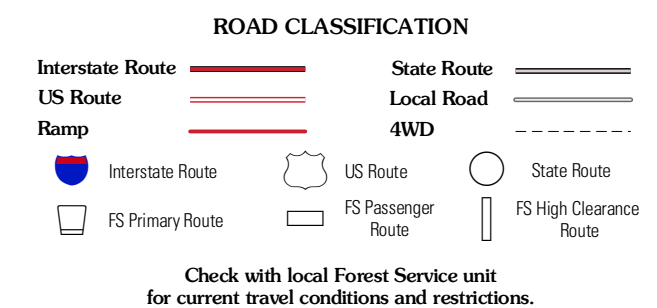 ROAD CLASSIFICATION
Interstate Route
State Route
US Route
Local Road
Ramp
4WD
Interstate Route
US Route
State Route
FS Primary Route
FS Passenger
Route
FS High Clearance
Route
Check with local Forest Service unit
for current travel conditions and restrictions.